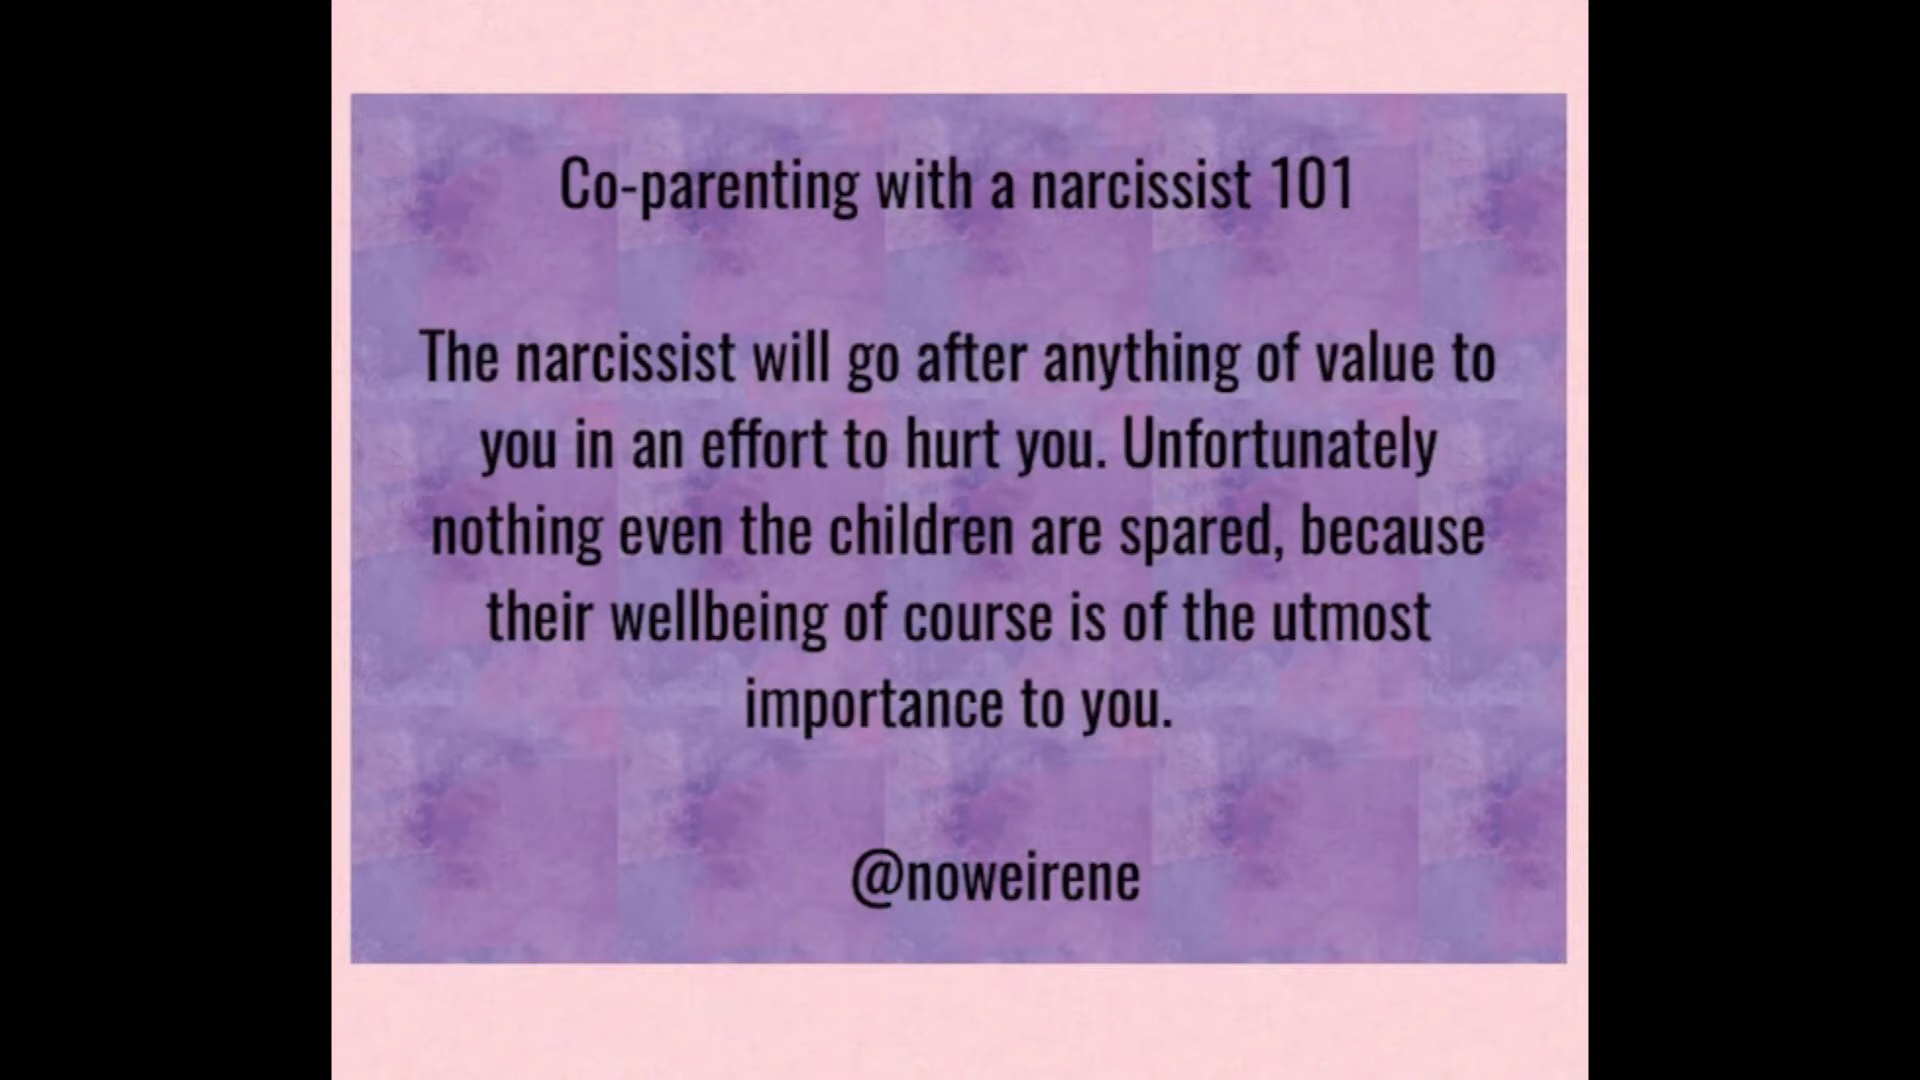 Co-parenting with a narcissist 101
The narcissist will go after anything of value to
you in an effort to hurt you. Unfortunately
nothing even the children are spared, because
their wellbeing of course is of the utmost
importance to you.
@noweirene